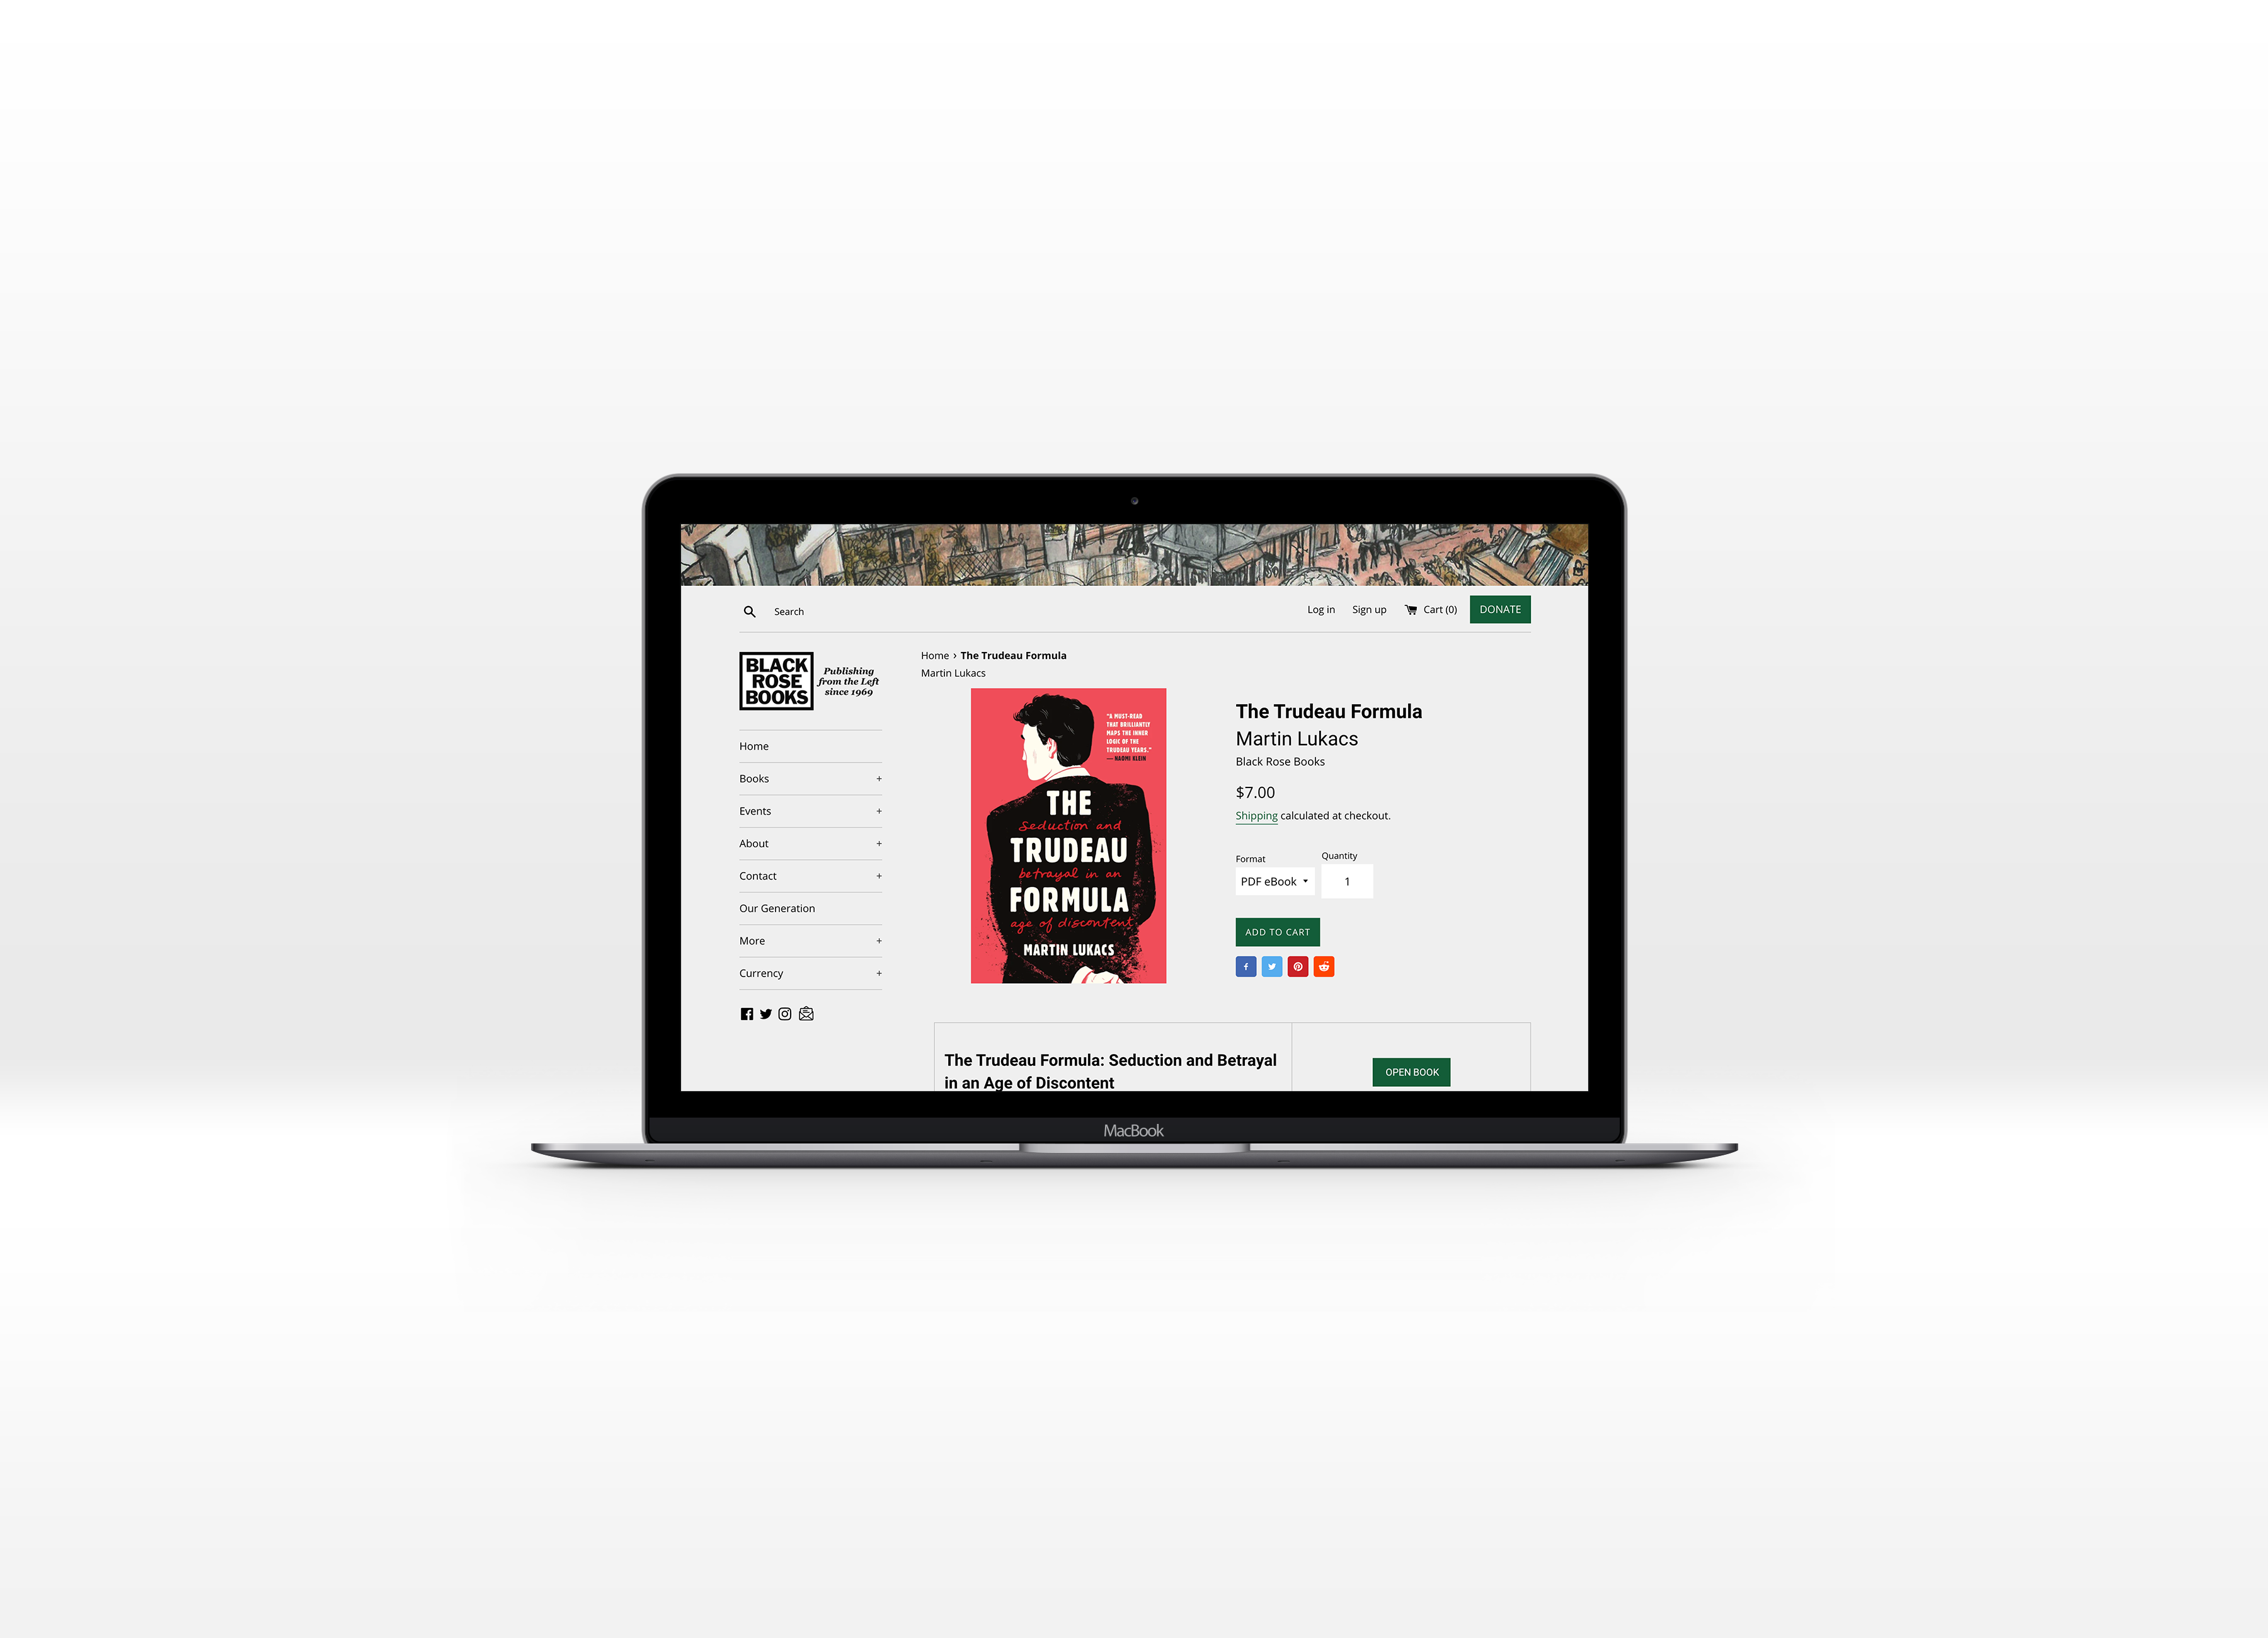 Search
Log in
Sign up
Cart (0)
DONATE
BLACK
ROSE
BOOKS
Publishing
from the Left
since 1969
Home
Books +
Events +
About +
Contact +
Our Generation
More +
Currency +
Home › The Trudeau Formula
Martin Lukacs
"A MUST-READ
THAT BRILLIANTLY
MAPS THE INNER
LOGIC OF THE
TRUDEAU YEARS."
— NAOMI KLEIN
THE
Seduction and
TRUDEAU
betrayal in an
FORMULA
age of discontent
MARTIN LUKACS
The Trudeau Formula
Martin Lukacs
Black Rose Books
$7.00
Shipping calculated at checkout.
Format
Quantity
PDF eBook
1
ADD TO CART
The Trudeau Formula: Seduction and Betrayal
in an Age of Discontent
OPEN BOOK
MacBook